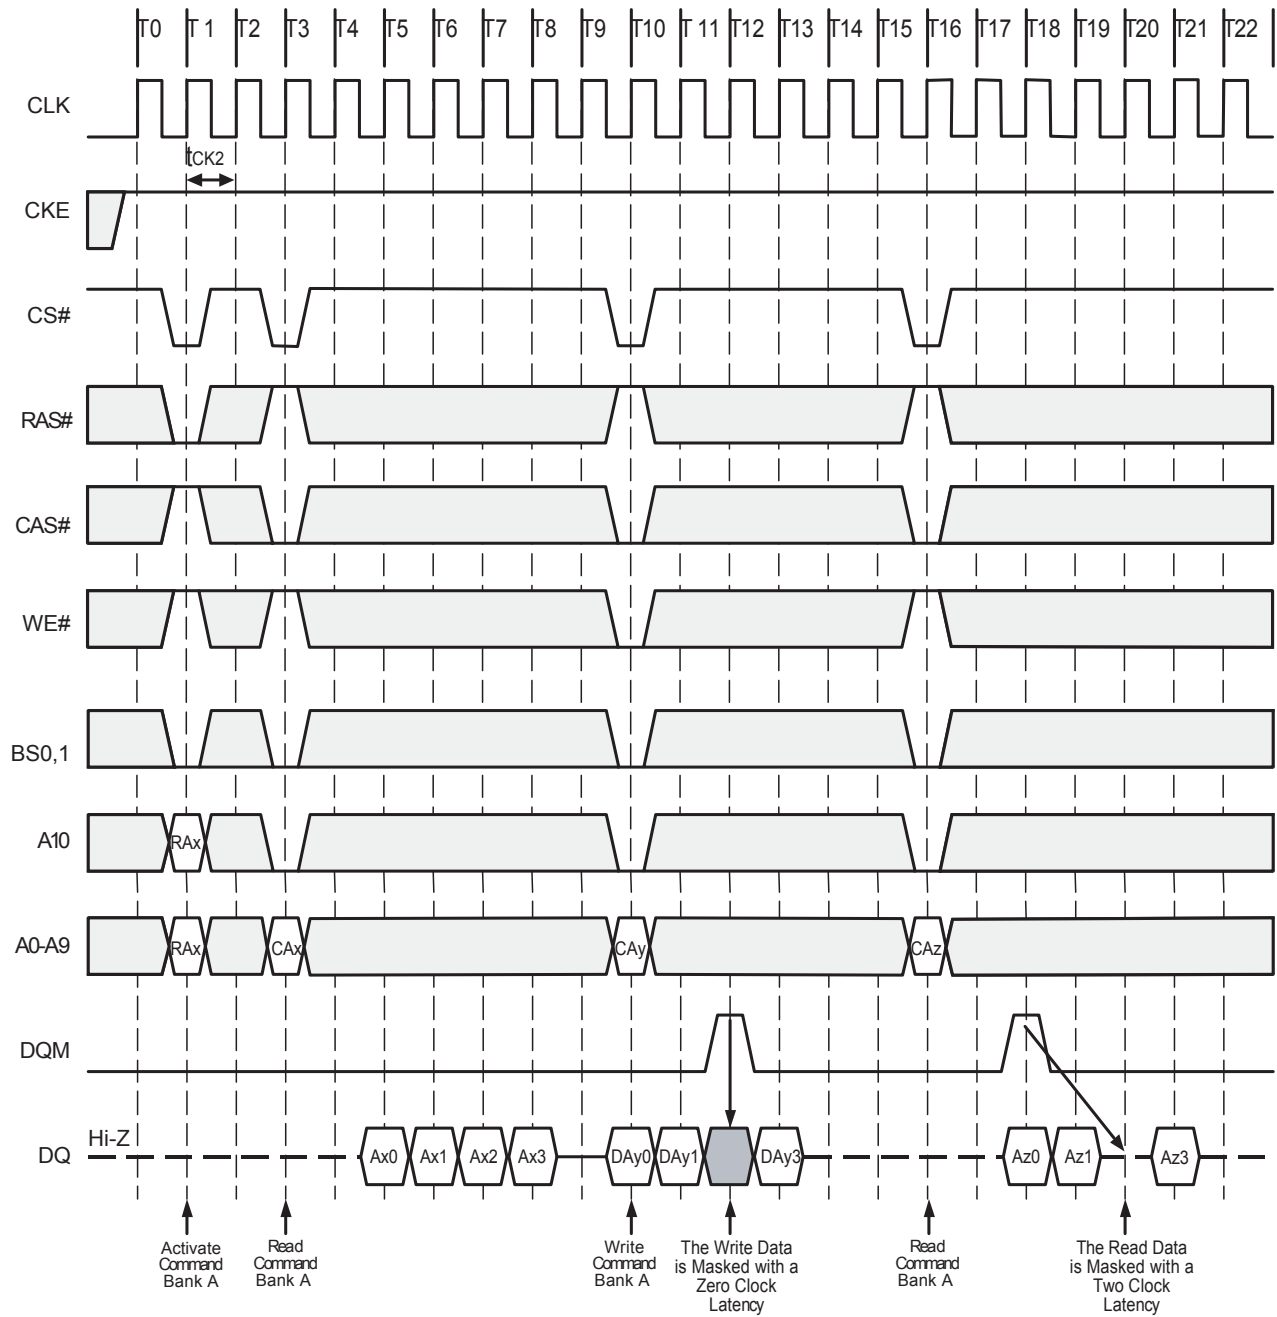 T0 T 1 T2 T3 T4 T5 T6 T7 T8 T9 T10 T 11 T12 T13 T14 T15 T16 T17 T18 T19 T20 T21 T22
CLK
tCK2
CKE
CS#
RAS#
CAS#
WE#
BS0,1
A10
RAx
A0-A9
RAx CAx CAy CAz
DQM
Hi-Z
DQ
Ax0 Ax1 Ax2 Ax3 DAy0 DAy1 DAy3 Az0 Az1 Az3
Activate
Command
Bank A
Read
Command
Bank A
Write
Command
Bank A
The Write Data
is Masked with a
Zero Clock
Latency
Read
Command
Bank A
The Read Data
is Masked with a
Two Clock
Latency